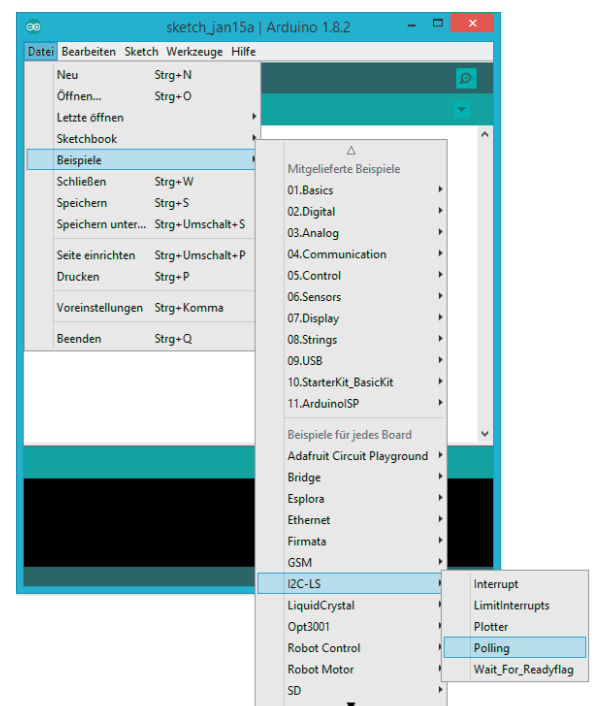 sketch_jan15a | Arduino 1.8.2
Datei Bearbeiten Sketch Werkzeuge Hilfe
Neu Strg+N
Öffnen... Strg+O
Letzte öffnen
Sketchbook
Beispiele
Schließen Strg+W
Speichern Strg+S
Speichern unter... Strg+Umschalt+S
Seite einrichten Strg+Umschalt+P
Drucken Strg+P
Voreinstellungen Strg+Komma
Beenden Strg+Q
Mitgelieferte Beispiele
01.Basics
02.Digital
03.Analog
04.Communication
05.Control
06.Sensors
07.Display
08.Strings
09.USB
10.StarterKit_BasicKit
11.ArduinoISP
Beispiele für jedes Board
Adafruit Circuit Playground
Bridge
Esplora
Ethernet
Firmata
GSM
I2C-LS
LiquidCrystal
Opt3001
Robot Control
Robot Motor
SD
Interrupt
LimitInterrupts
Plotter
Polling
Wait_For_Readyflag